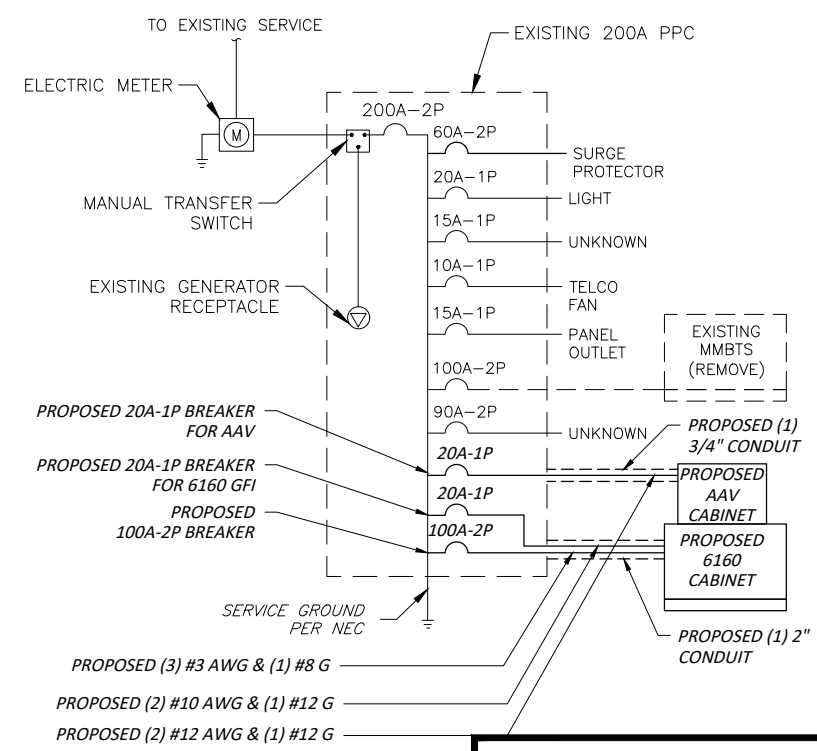 TO EXISTING SERVICE
EXISTING 200A PPC
ELECTRIC METER
M
200A-2P
60A-2P
SURGE
PROTECTOR
MANUAL TRANSFER
SWITCH
20A-1P
LIGHT
15A-1P
UNKNOWN
EXISTING GENERATOR
RECEPTACLE
10A-1P
TELCO
FAN
15A-1P
PANEL
OUTLET
EXISTING
MMBTS
(REMOVE)
100A-2P
PROPOSED 20A-1P BREAKER
FOR AAV
90A-2P
UNKNOWN
PROPOSED (1)
3/4" CONDUIT
PROPOSED 20A-1P BREAKER
FOR 6160 GFI
20A-1P
PROPOSED
AAV
CABINET
PROPOSED
100A-2P BREAKER
20A-1P
100A-2P
PROPOSED
6160
CABINET
SERVICE GROUND
PER NEC
PROPOSED (1) 2"
CONDUIT
PROPOSED (3) #3 AWG & (1) #8 G
PROPOSED (2) #10 AWG & (1) #12 G
PROPOSED (2) #12 AWG & (1) #12 G